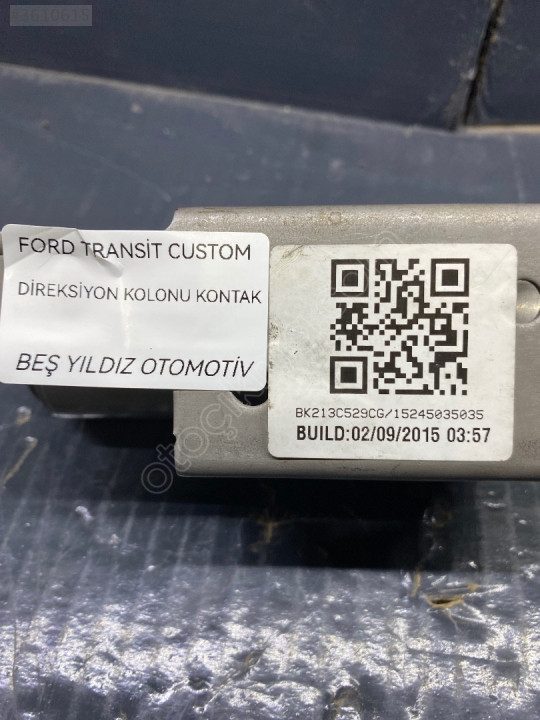 FORD TRANSİT CUSTOM
DİREKSİYON KOLONU KONTAK
BEŞ YILDIZ OTOMOTİV
BK213C529CG/15245035035
BUILD:02/09/2015 03:57